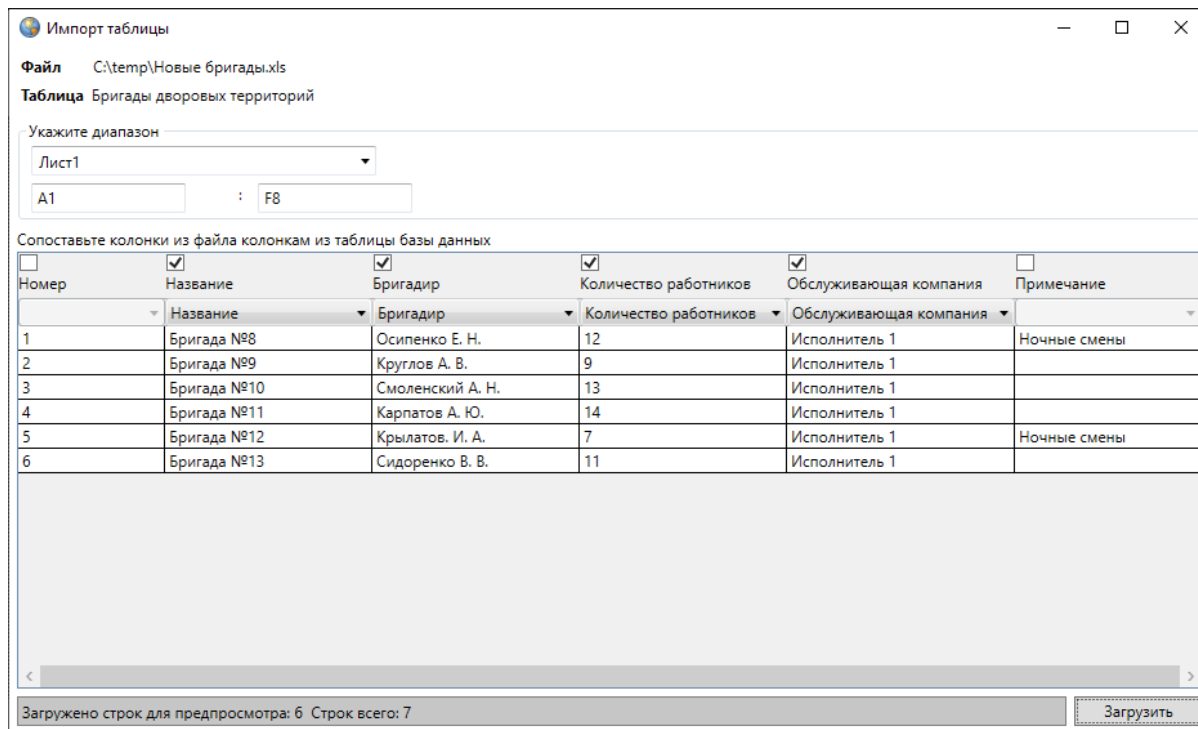 Импорт таблицы
Файл C:\temp\Новые бригады.xls
Таблица Бригады дворовых территорий
Укажите диапазон
Лист1
A1 : F8
Сопоставьте колонки из файла колонкам из таблицы базы данных
Номер Название Бригадир Количество работников Обслуживающая компания Примечание
Название Бригадир Количество работников Обслуживающая компания
1 Бригада №8 Осипенко Е. Н. 12 Исполнитель 1 Ночные смены
2 Бригада №9 Круглов А. В. 9 Исполнитель 1
3 Бригада №10 Смоленский А. Н. 13 Исполнитель 1
4 Бригада №11 Карпатов А. Ю. 14 Исполнитель 1
5 Бригада №12 Крылатов. И. А. 7 Исполнитель 1 Ночные смены
6 Бригада №13 Сидоренко В. В. 11 Исполнитель 1
Загружено строк для предпросмотра: 6 Строк всего: 7 Загрузить